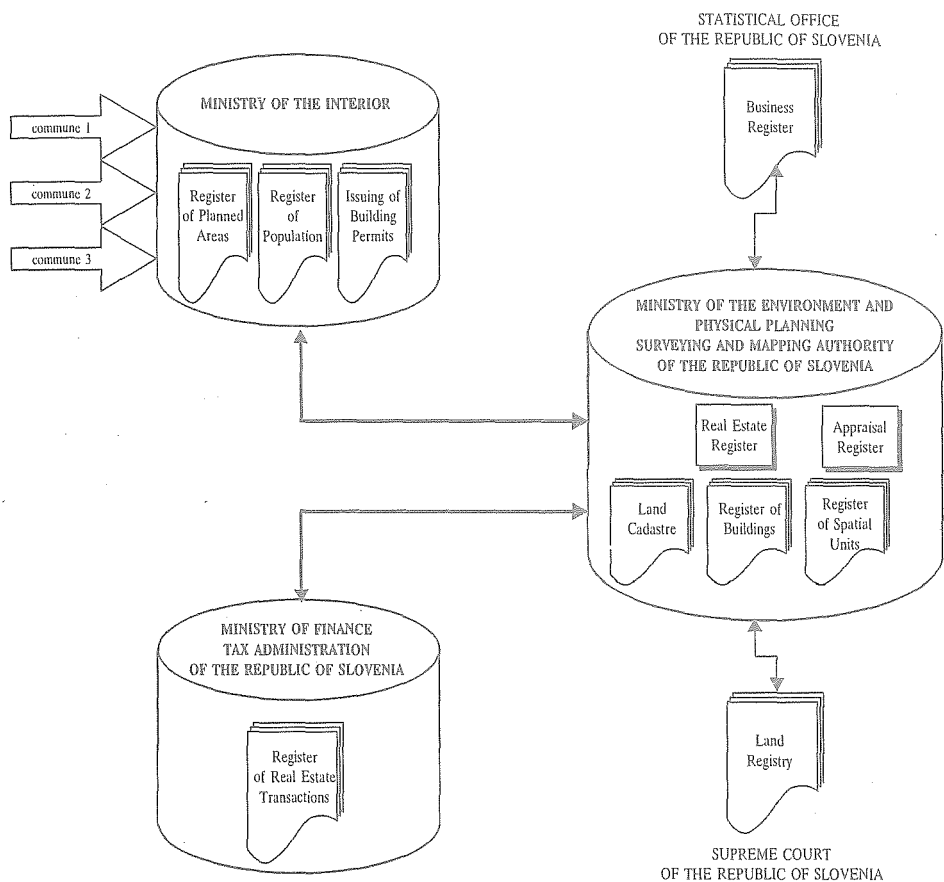 STATISTICAL OFFICE
OF THE REPUBLIC OF SLOVENIA
Business
Register
MINISTRY OF THE INTERIOR
commune 1
commune 2
commune 3
Register
of Planned
Areas
Register
of
Population
Issuing of
Building
Permits
MINISTRY OF THE ENVIRONMENT AND
PHYSICAL PLANNING
SURVEYING AND MAPPING AUTHORITY
OF THE REPUBLIC OF SLOVENIA
Real Estate
Register
Appraisal
Register
Land
Cadastre
Register of
Buildings
Register
of Spatial
Units
MINISTRY OF FINANCE
TAX ADMINISTRATION
OF THE REPUBLIC OF SLOVENIA
Register
of Real Estate
Transactions
Land
Registry
SUPREME COURT
OF THE REPUBLIC OF SLOVENIA